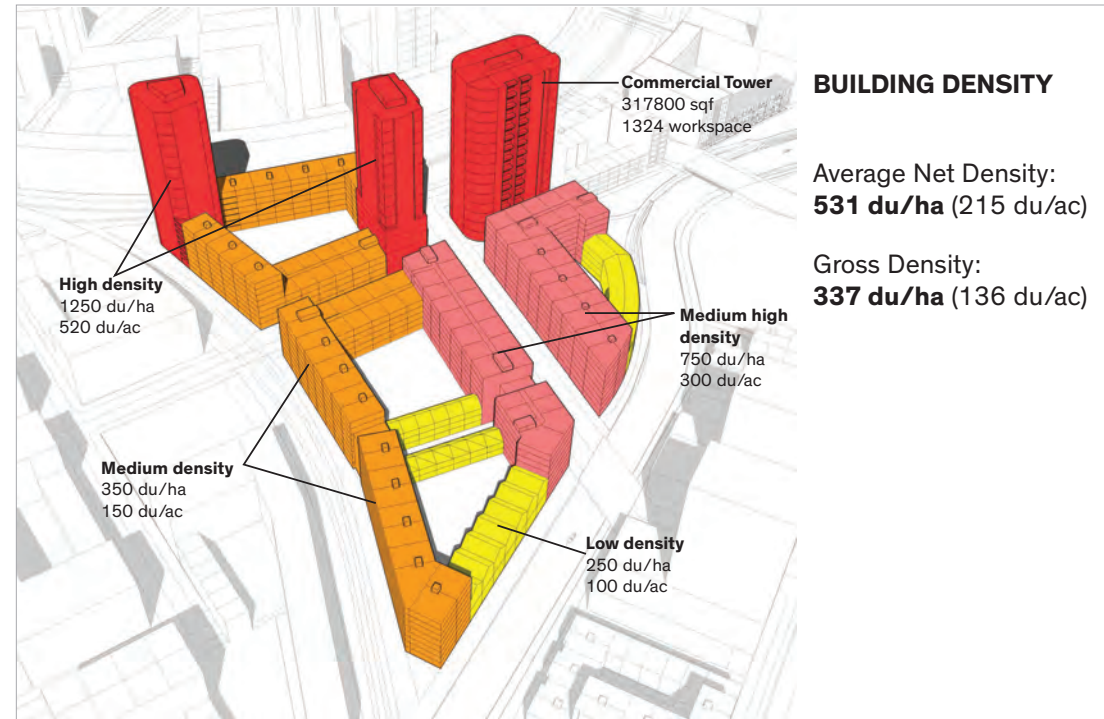 Commercial Tower
317800 sqf
1324 workspace
High density
1250 du/ha
520 du/ac
Medium high
density
750 du/ha
300 du/ac
Medium density
350 du/ha
150 du/ac
Low density
250 du/ha
100 du/ac
BUILDING DENSITY
Average Net Density:
531 du/ha (215 du/ac)
Gross Density:
337 du/ha (136 du/ac)